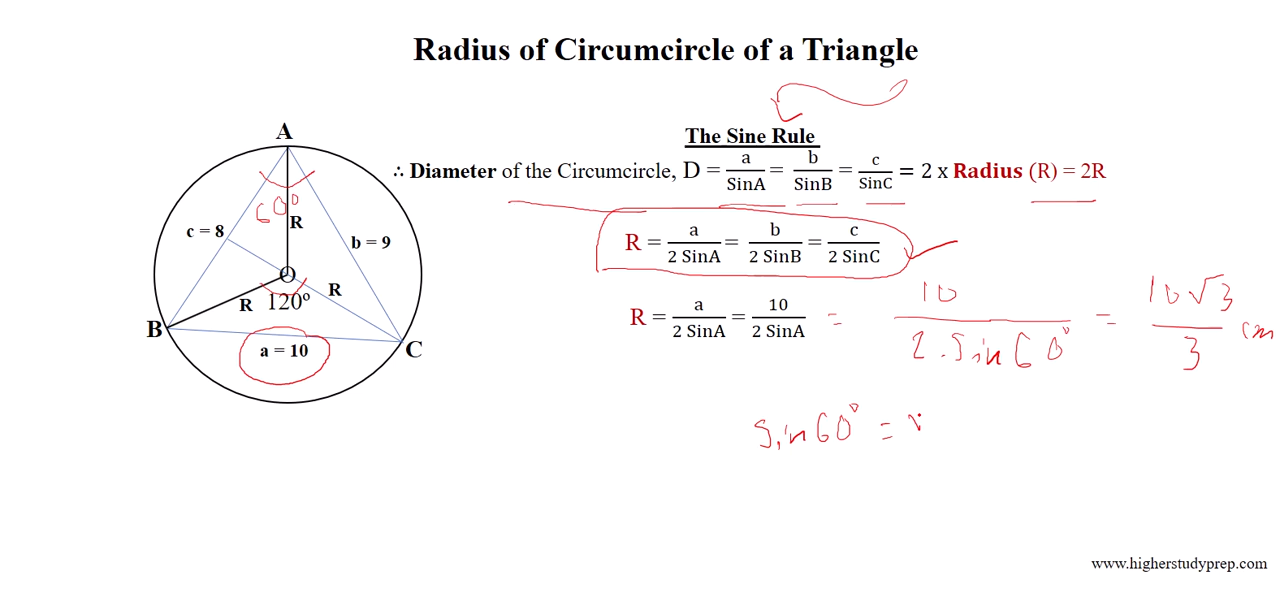 Radius of Circumcircle of a Triangle
The Sine Rule
∴ Diameter of the Circumcircle, D = a/SinA = b/SinB = c/SinC = 2 x Radius (R) = 2R
R = a/2 SinA = b/2 SinB = c/2 SinC
R = a/2 SinA = 10/2 SinA = 10/2 . Sin60° = 10√3/3 cm
Sin60° =
A
60°
R
c = 8
b = 9
O
R
R
120°
B
a = 10
C
www.higherstudyprep.com